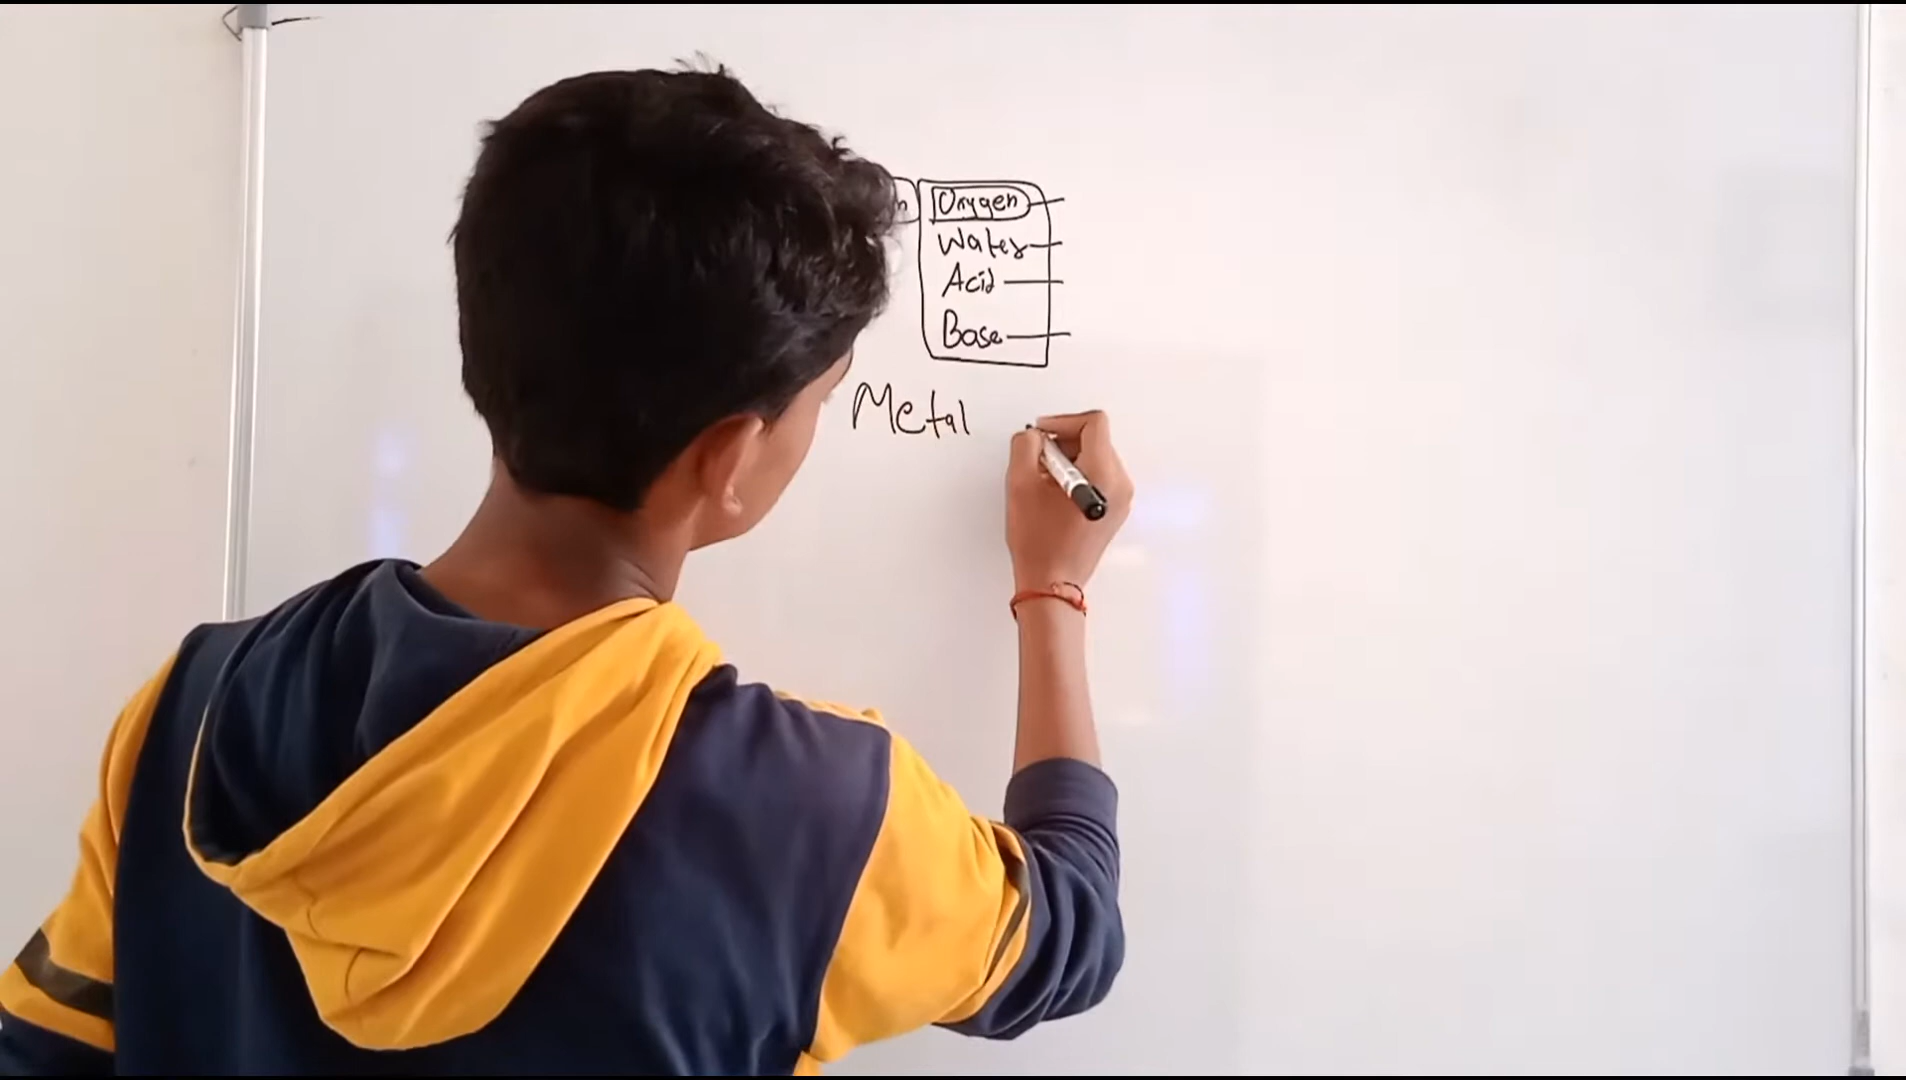 Oxygen
Water
Acid
Base
Metal